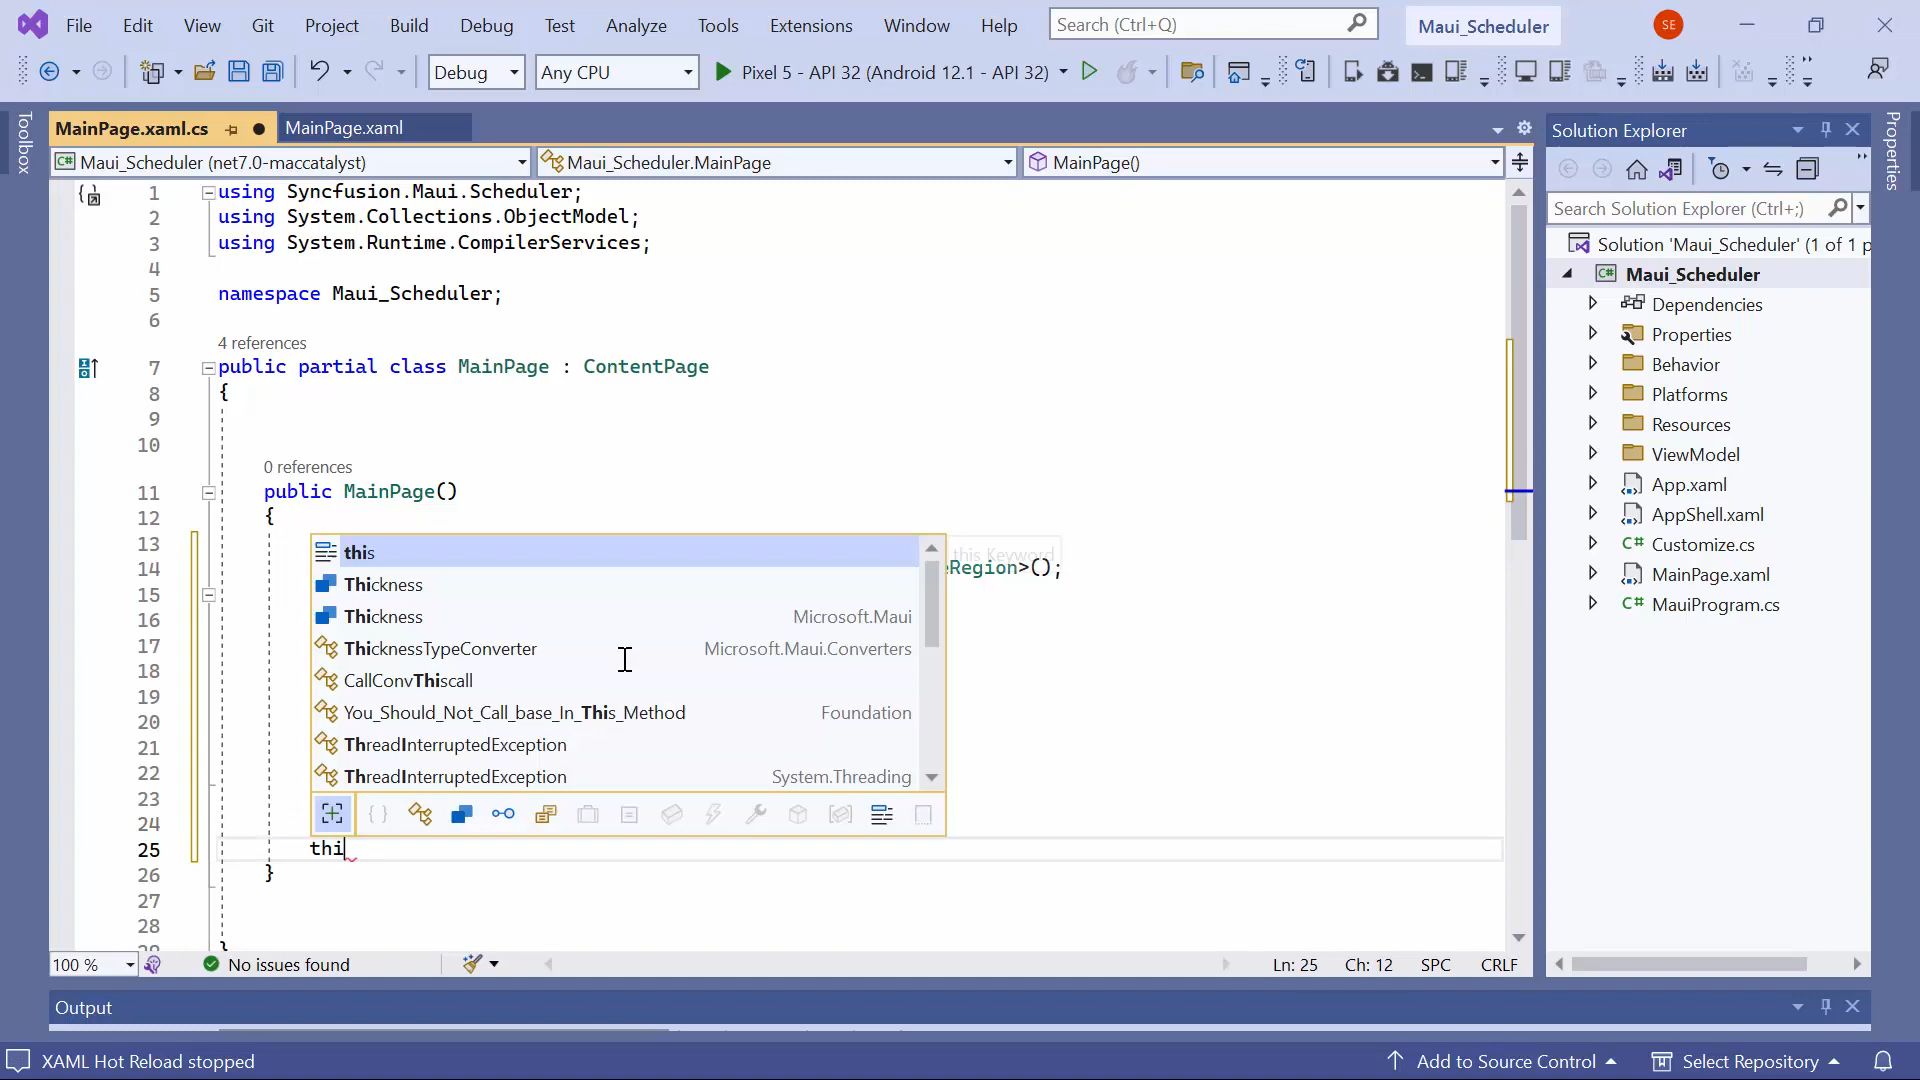 File Edit View Git Project Build Debug Test Analyze Tools Extensions Window Help Search (Ctrl+Q) Maui_Scheduler SE
Debug Any CPU Pixel 5 - API 32 (Android 12.1 - API 32)
Toolbox
MainPage.xaml.cs MainPage.xaml
Maui_Scheduler (net7.0-maccatalyst) Maui_Scheduler.MainPage MainPage()
1 using Syncfusion.Maui.Scheduler;
2 using System.Collections.ObjectModel;
3 using System.Runtime.CompilerServices;
4
5 namespace Maui_Scheduler;
6
4 references
7 public partial class MainPage : ContentPage
8 {
9
10
0 references
11 public MainPage()
12 {
13
14 eRegion>();
15
16
17
18
19
20
21
22
23
24
25 thi
26 }
27
28
29 }
this
this Keyword
Thickness
Thickness Microsoft.Maui
ThicknessTypeConverter Microsoft.Maui.Converters
CallConvThiscall
You_Should_Not_Call_base_In_This_Method Foundation
ThreadInterruptedException
ThreadInterruptedException System.Threading
100 % No issues found Ln: 25 Ch: 12 SPC CRLF
Output
XAML Hot Reload stopped Add to Source Control Select Repository
Solution Explorer
Search Solution Explorer (Ctrl+;)
Solution 'Maui_Scheduler' (1 of 1 p
Maui_Scheduler
Dependencies
Properties
Behavior
Platforms
Resources
ViewModel
App.xaml
AppShell.xaml
Customize.cs
MainPage.xaml
MauiProgram.cs
Properties